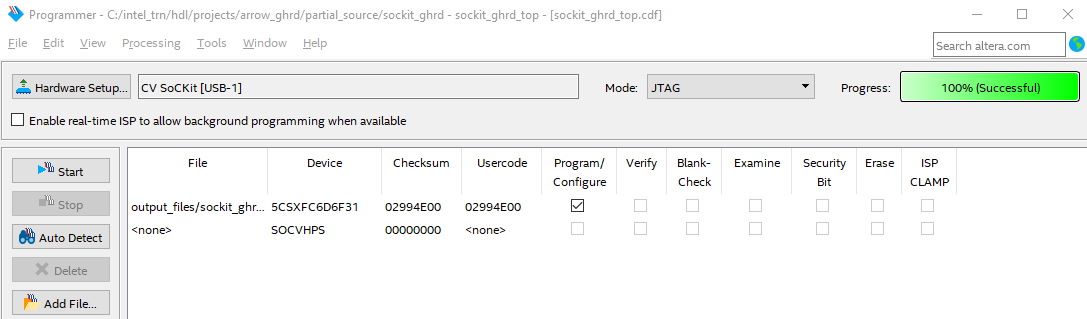 Programmer - C:/intel_trn/hdl/projects/arrow_ghrd/partial_source/sockit_ghrd - sockit_ghrd_top - [sockit_ghrd_top.cdf]
File Edit View Processing Tools Window Help
Search altera.com
Hardware Setup... CV SoCKit [USB-1] Mode: JTAG Progress: 100% (Successful)
Enable real-time ISP to allow background programming when available
Start
Stop
Auto Detect
Delete
Add File...
File Device Checksum Usercode Program/ Verify Blank- Examine Security Erase ISP
Configure Check Bit CLAMP
output_files/sockit_ghr... 5CSXFC6D6F31 02994E00 02994E00
<none> SOCVHPS 00000000 <none>